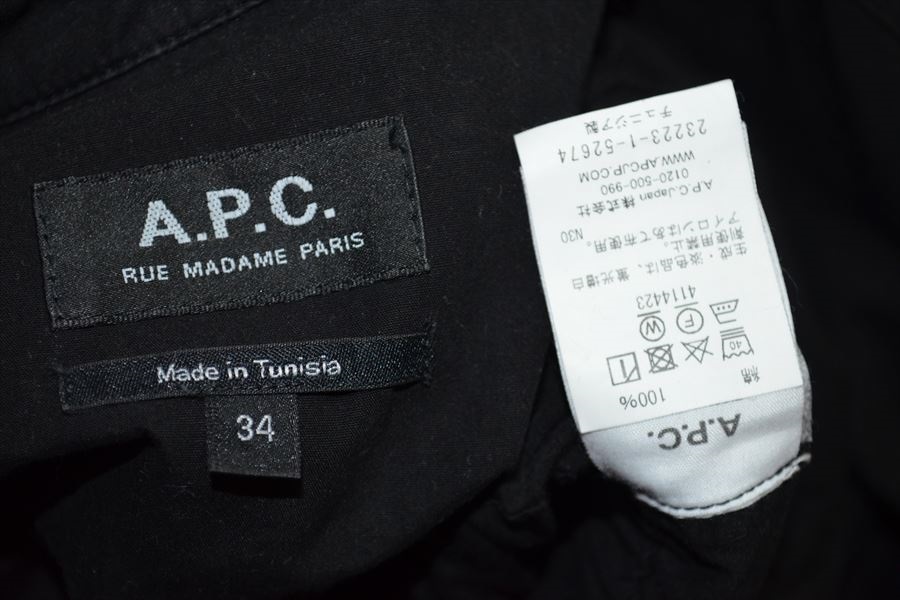 A.P.C.
RUE MADAME PARIS
Made in Tunisia
34
A.P.C.
綿 100%
40
F W
4114423
生成・淡色品は、蛍光増白
剤使用禁止。
アイロンはあて布使用。 N30
A.P.C.Japan 株式会社
0120-500-990
WWW.APCJP.COM
23223-1-52674
チュニジア製